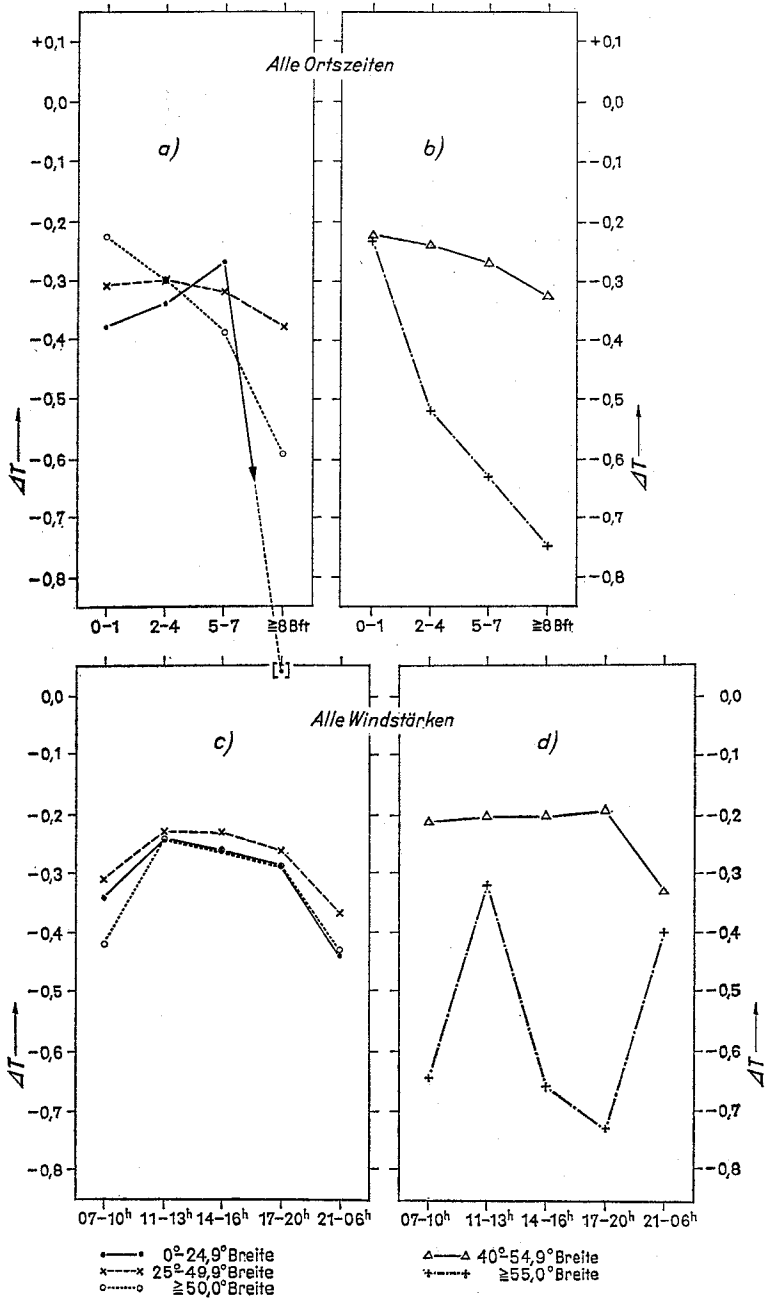 +0,1 +0,1
Alle Ortszeiten
0,0 0,0
−0,1 −0,1
a) b)
−0,2 −0,2
−0,3 −0,3
−0,4 −0,4
−0,5 −0,5
−0,6 −0,6
ΔT ΔT
−0,7 −0,7
−0,8 −0,8
0−1 2−4 5−7 ≧8Bft 0−1 2−4 5−7 ≧8Bft
[•]
0,0 0,0
Alle Windstärken
c) d)
−0,1 −0,1
−0,2 −0,2
−0,3 −0,3
−0,4 −0,4
−0,5 −0,5
−0,6 −0,6
ΔT ΔT
−0,7 −0,7
−0,8 −0,8
07−10h 11−13h 14−16h 17−20h 21−06h 07−10h 11−13h 14−16h 17−20h 21−06h
0°−24,9° Breite 40°−54,9° Breite
25°−49,9° Breite ≧55,0° Breite
≧50,0° Breite